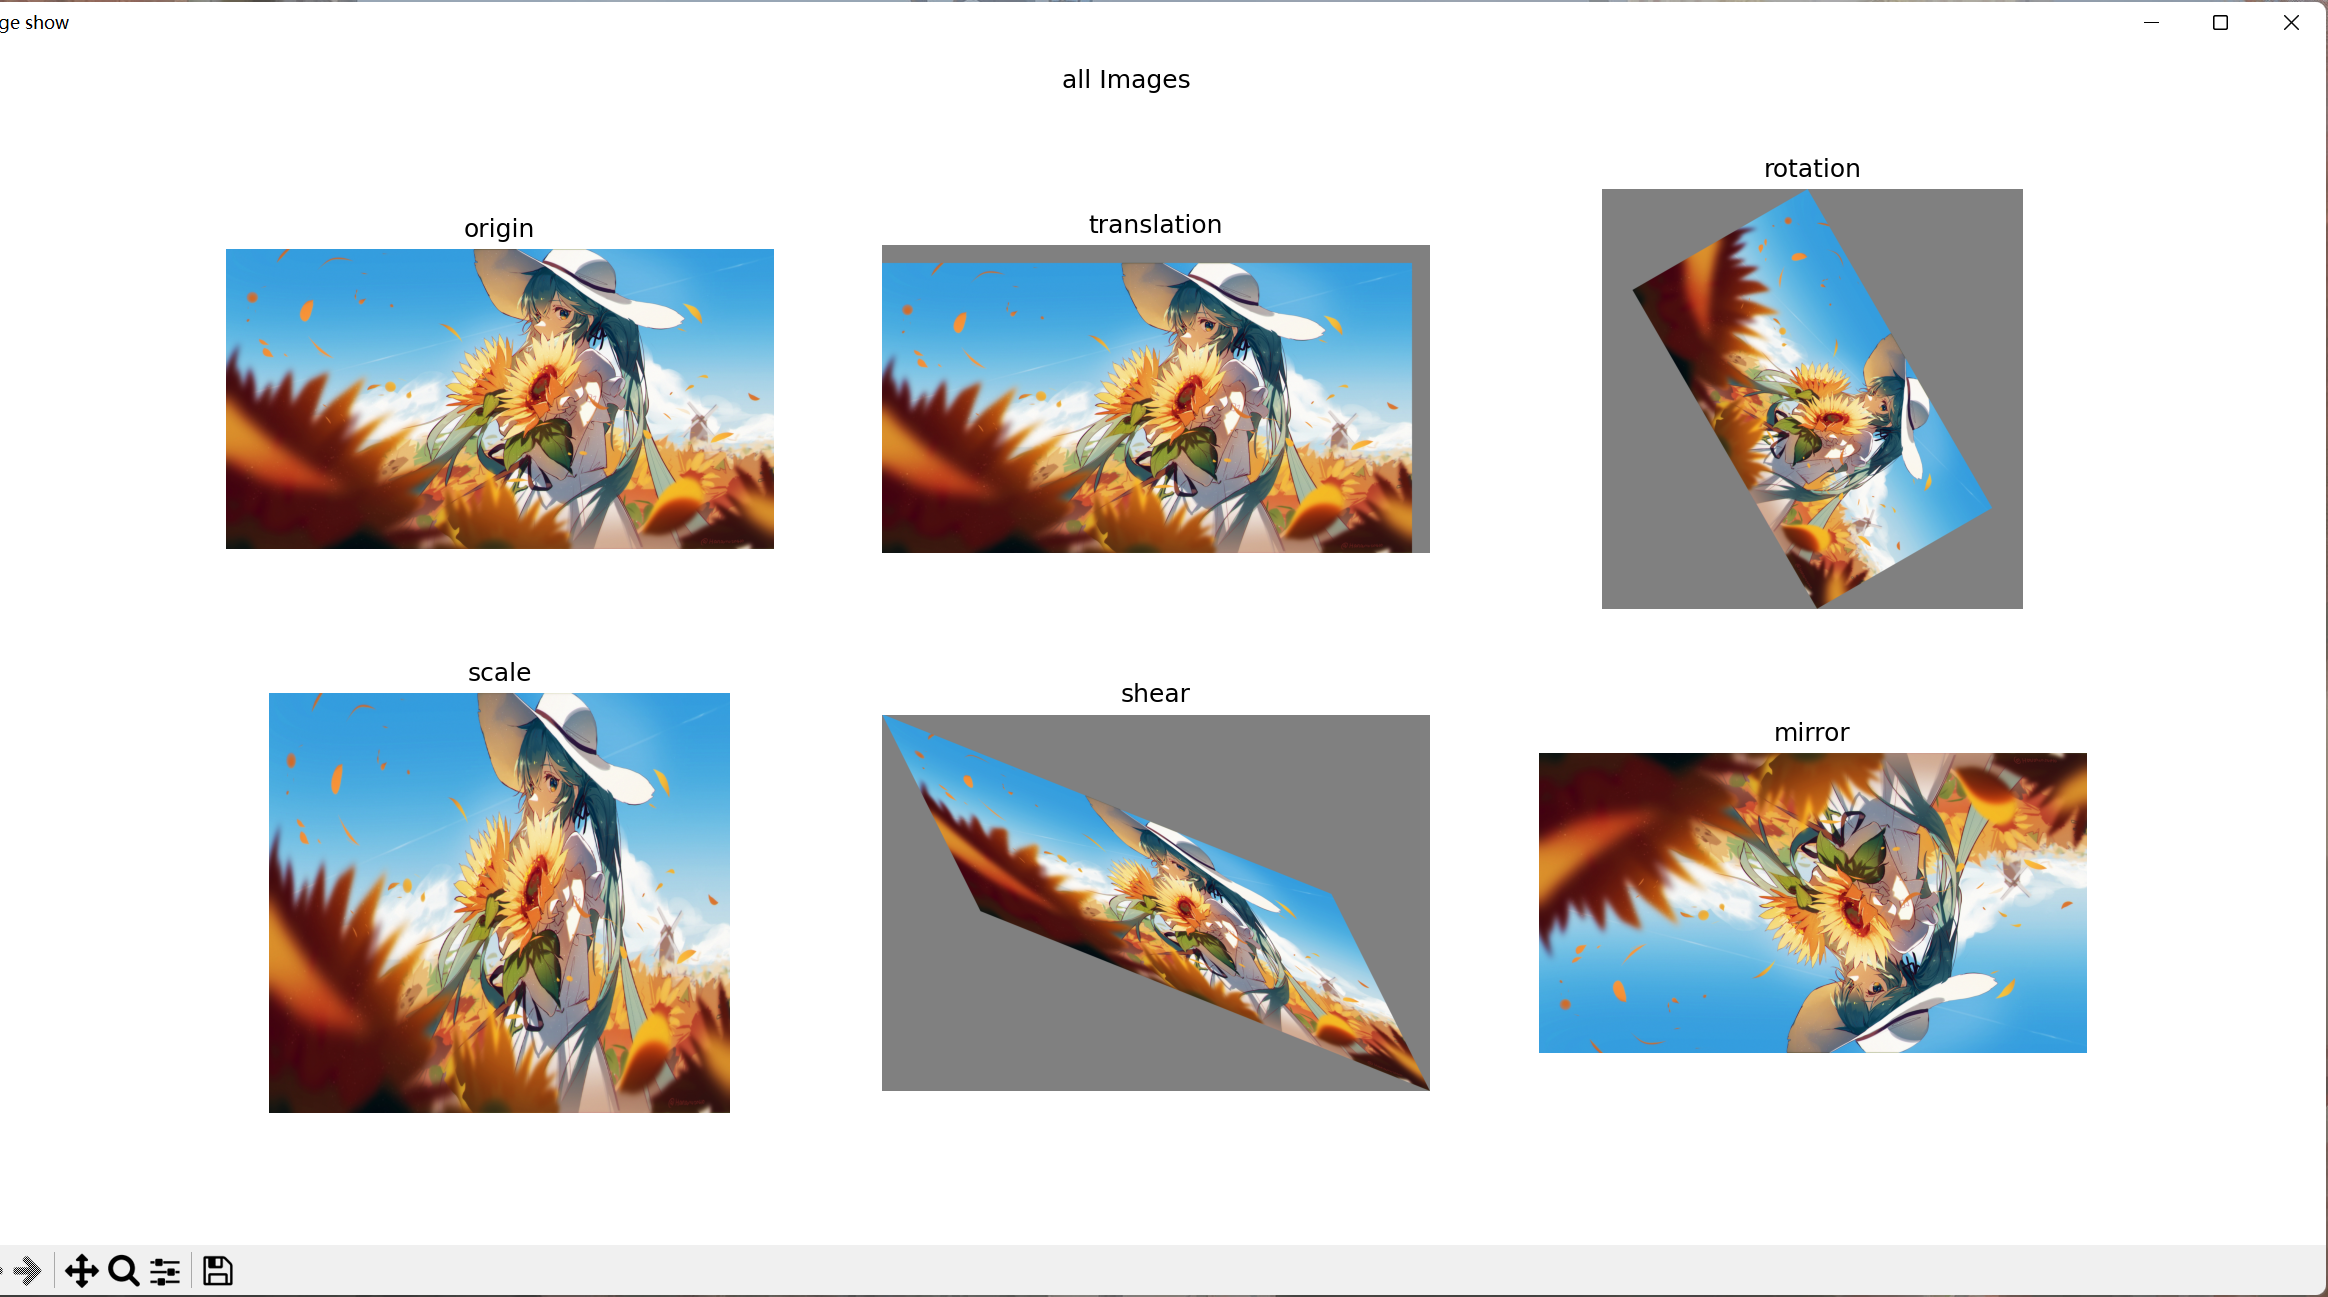 ge show
all Images
origin
translation
rotation
scale
shear
mirror